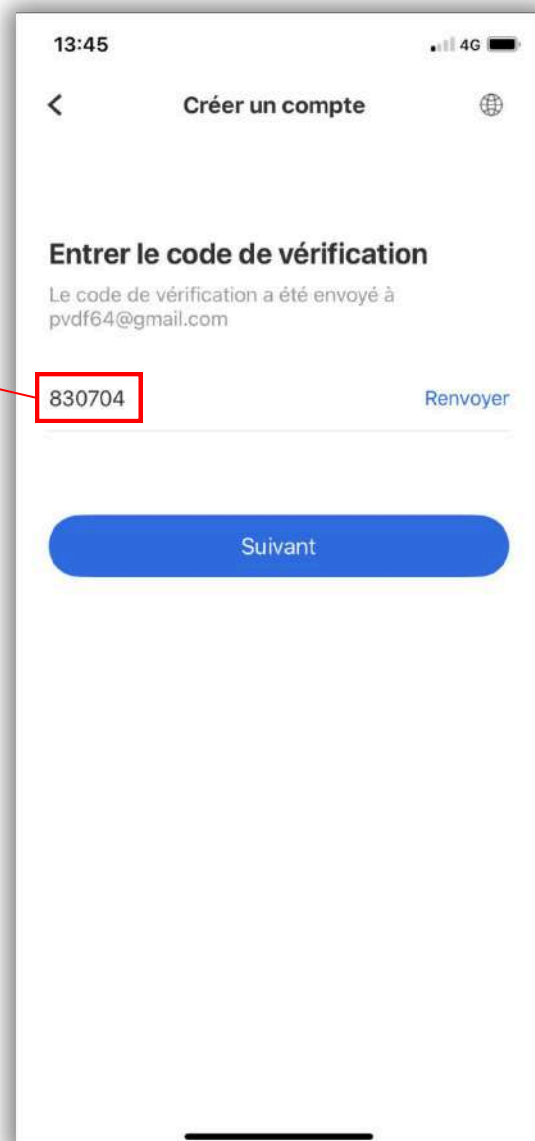 13:45
4G
Créer un compte
Entrer le code de vérification
Le code de vérification a été envoyé à
pvdf64@gmail.com
830704
Renvoyer
Suivant